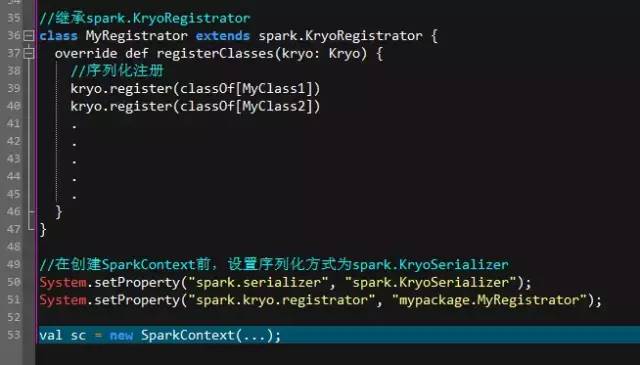 34
35 //继承spark.KryoRegistrator
36 class MyRegistrator extends spark.KryoRegistrator {
37 override def registerClasses(kryo: Kryo) {
38 //序列化注册
39 kryo.register(classOf[MyClass1])
40 kryo.register(classOf[MyClass2])
41 .
42 .
43 .
44 .
45 .
46 }
47 }
48
49 //在创建SparkContext前，设置序列化方式为spark.KryoSerializer
50 System.setProperty("spark.serializer", "spark.KryoSerializer");
51 System.setProperty("spark.kryo.registrator", "mypackage.MyRegistrator");
52
53 val sc = new SparkContext(...);